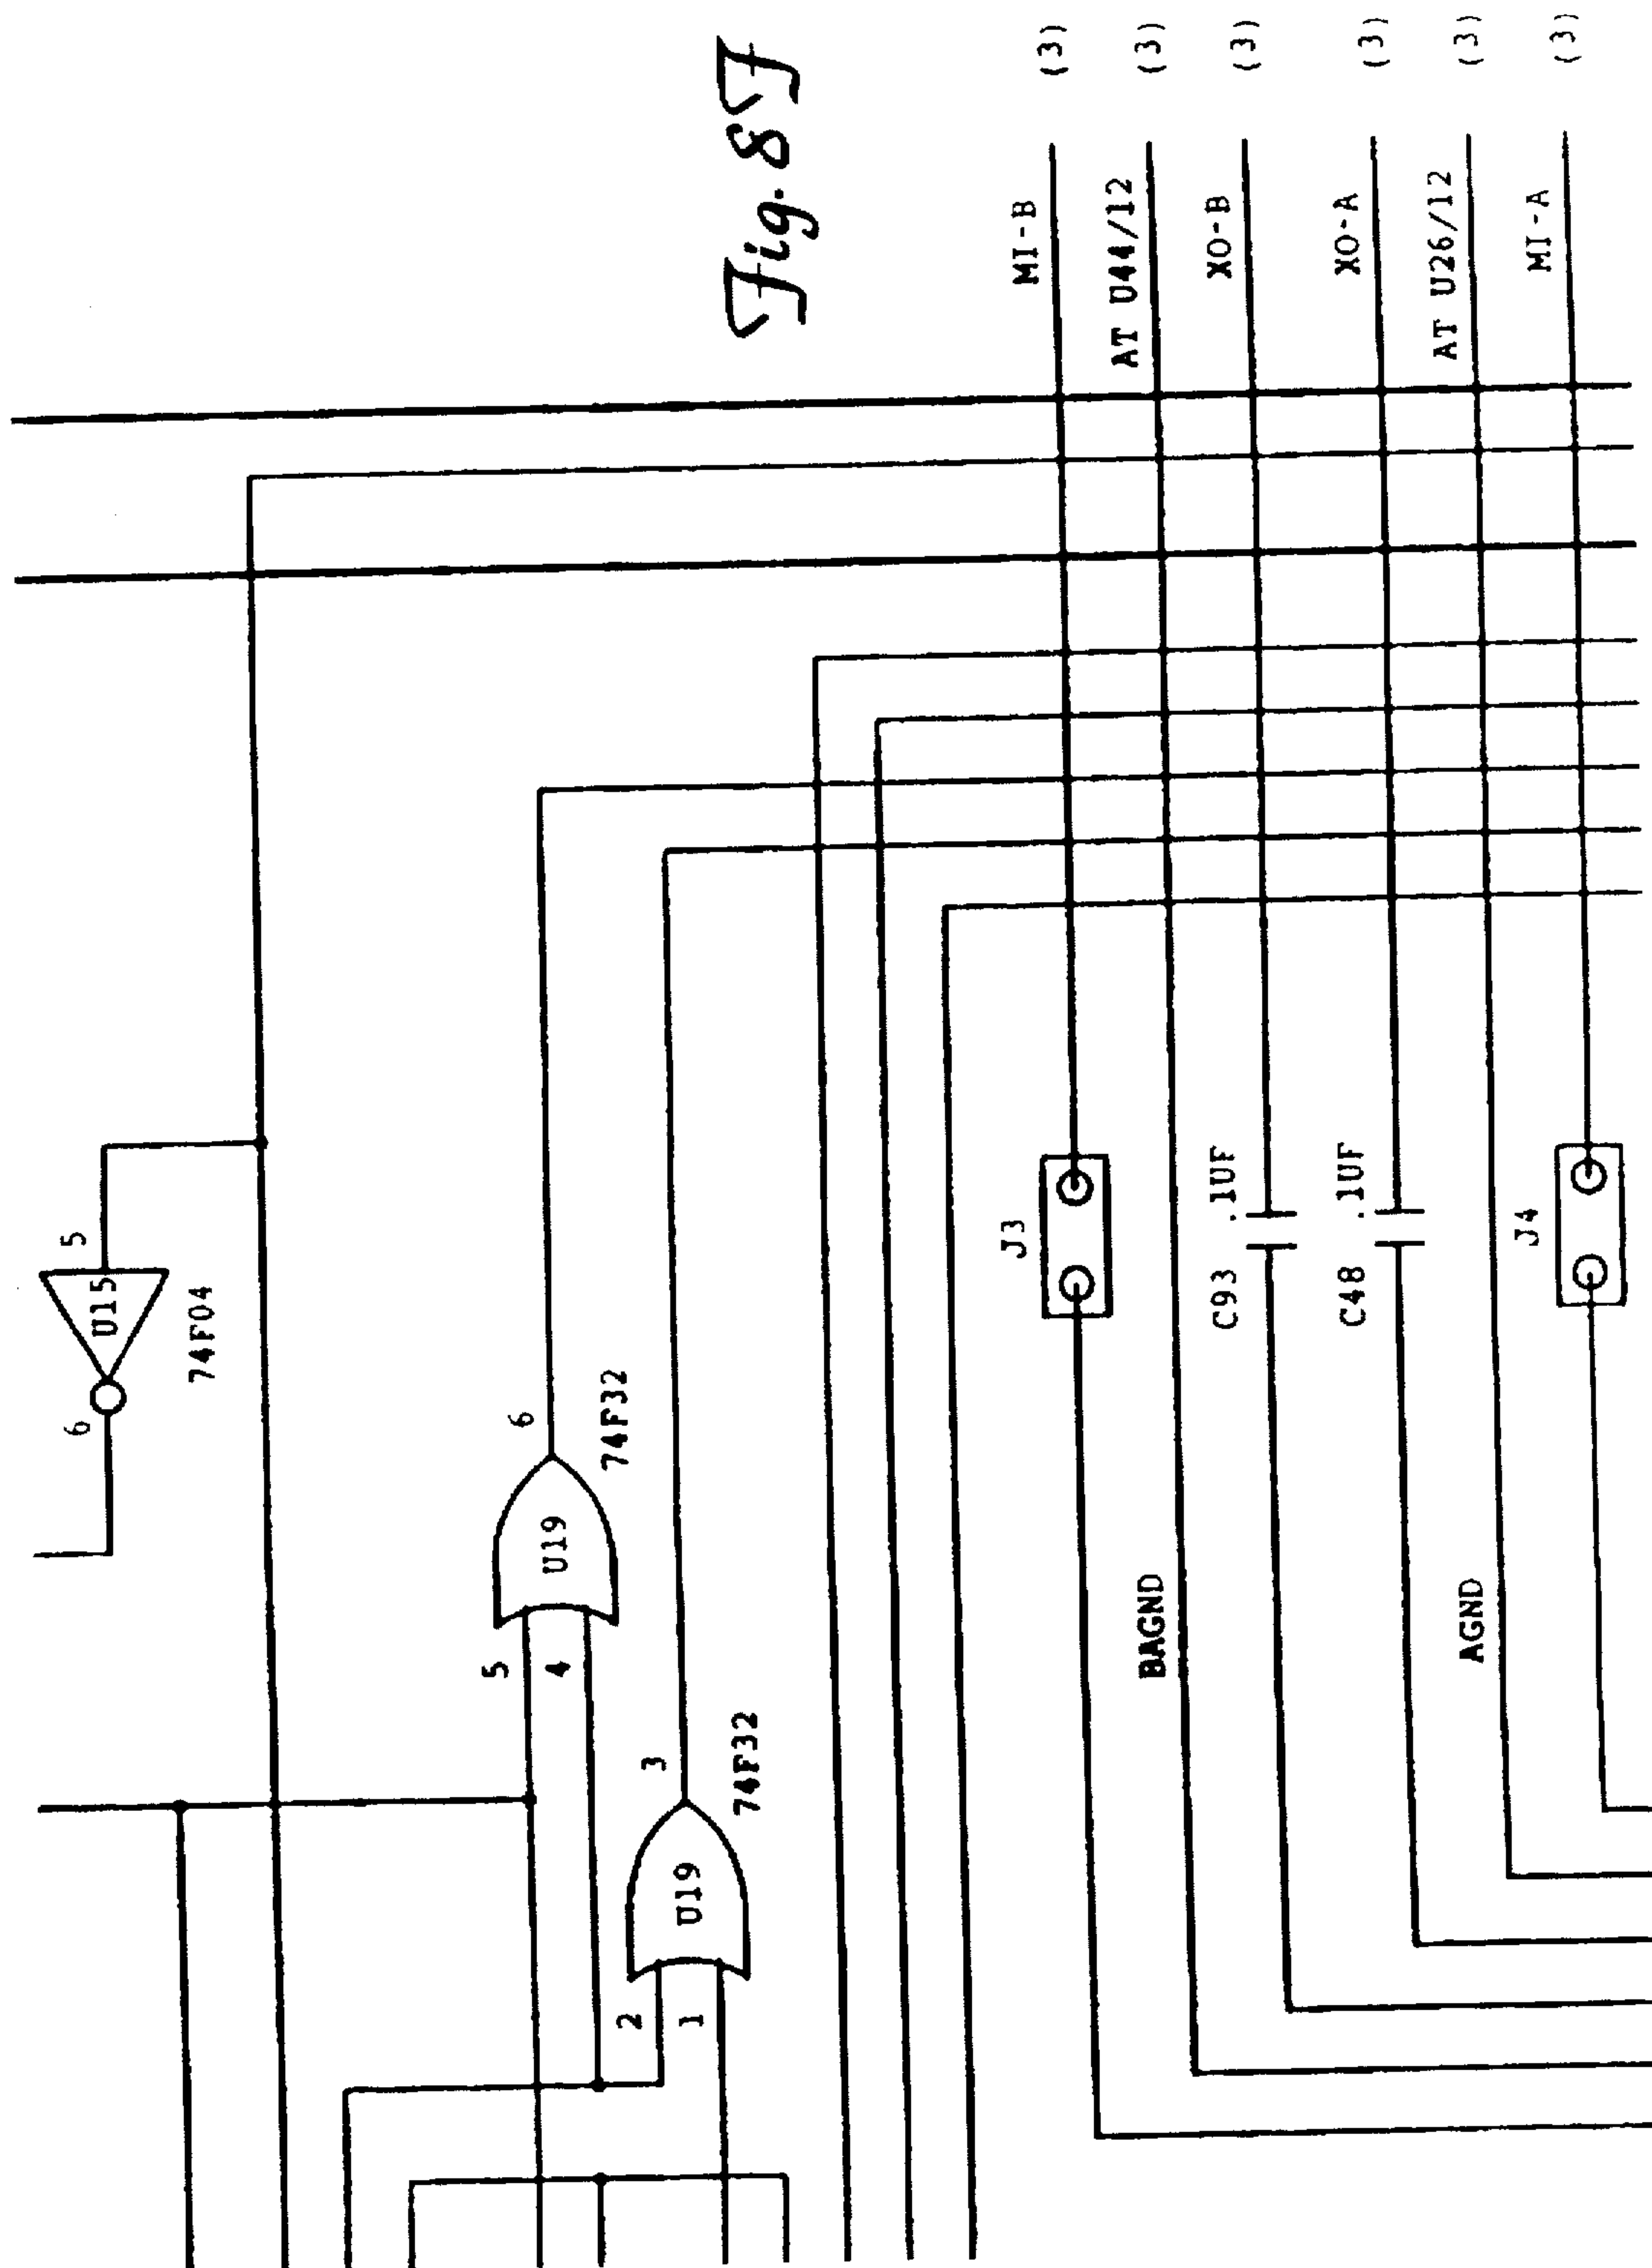 6 5
U15
74F04
5 6
4 U19
74F32
2 3
1 U19
74F32
Fig. 8F
J3 MI-B (3)
BAGND AT U44/12 (3)
C93 .1UF XO-B (3)
C48 .1UF XO-A (3)
AGND AT U26/12 (3)
J4 MI-A (3)